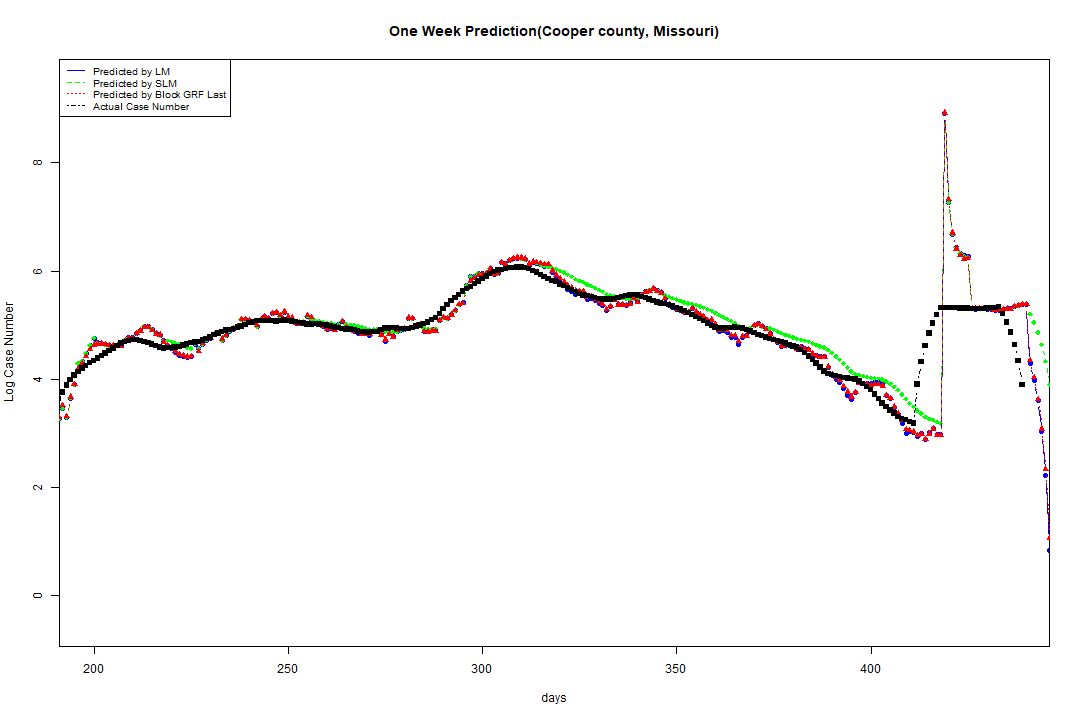 One Week Prediction(Cooper county, Missouri)
Predicted by LM
Predicted by SLM
Predicted by Block GRF Last
Actual Case Number
8
6
4
2
0
Log Case Number
200 250 300 350 400
days